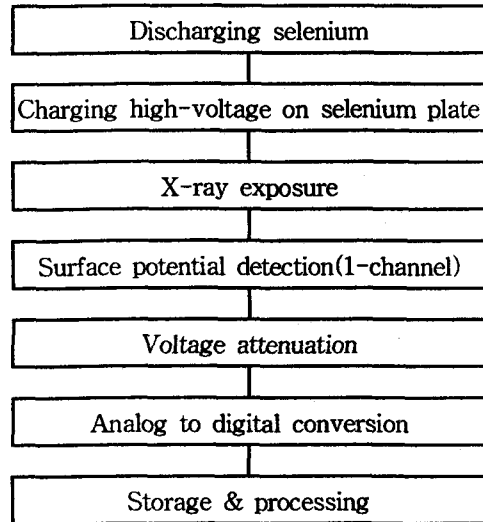 Discharging selenium
Charging high-voltage on selenium plate
X-ray exposure
Surface potential detection(1-channel)
Voltage attenuation
Analog to digital conversion
Storage & processing